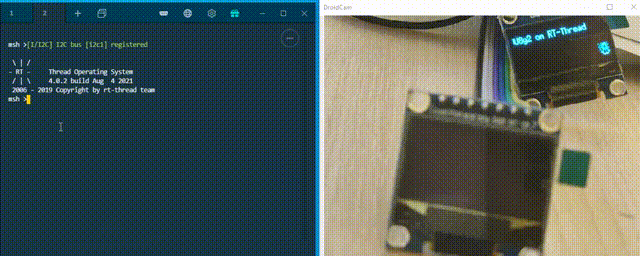 1
2
msh >[I/I2C] I2C bus [i2c1] registered
\ | /
- RT -     Thread Operating System
/ | \     4.0.2 build Aug  4 2021
2006 - 2019 Copyright by rt-thread team
msh >
DroidCam
U8g2 on RT-Thread